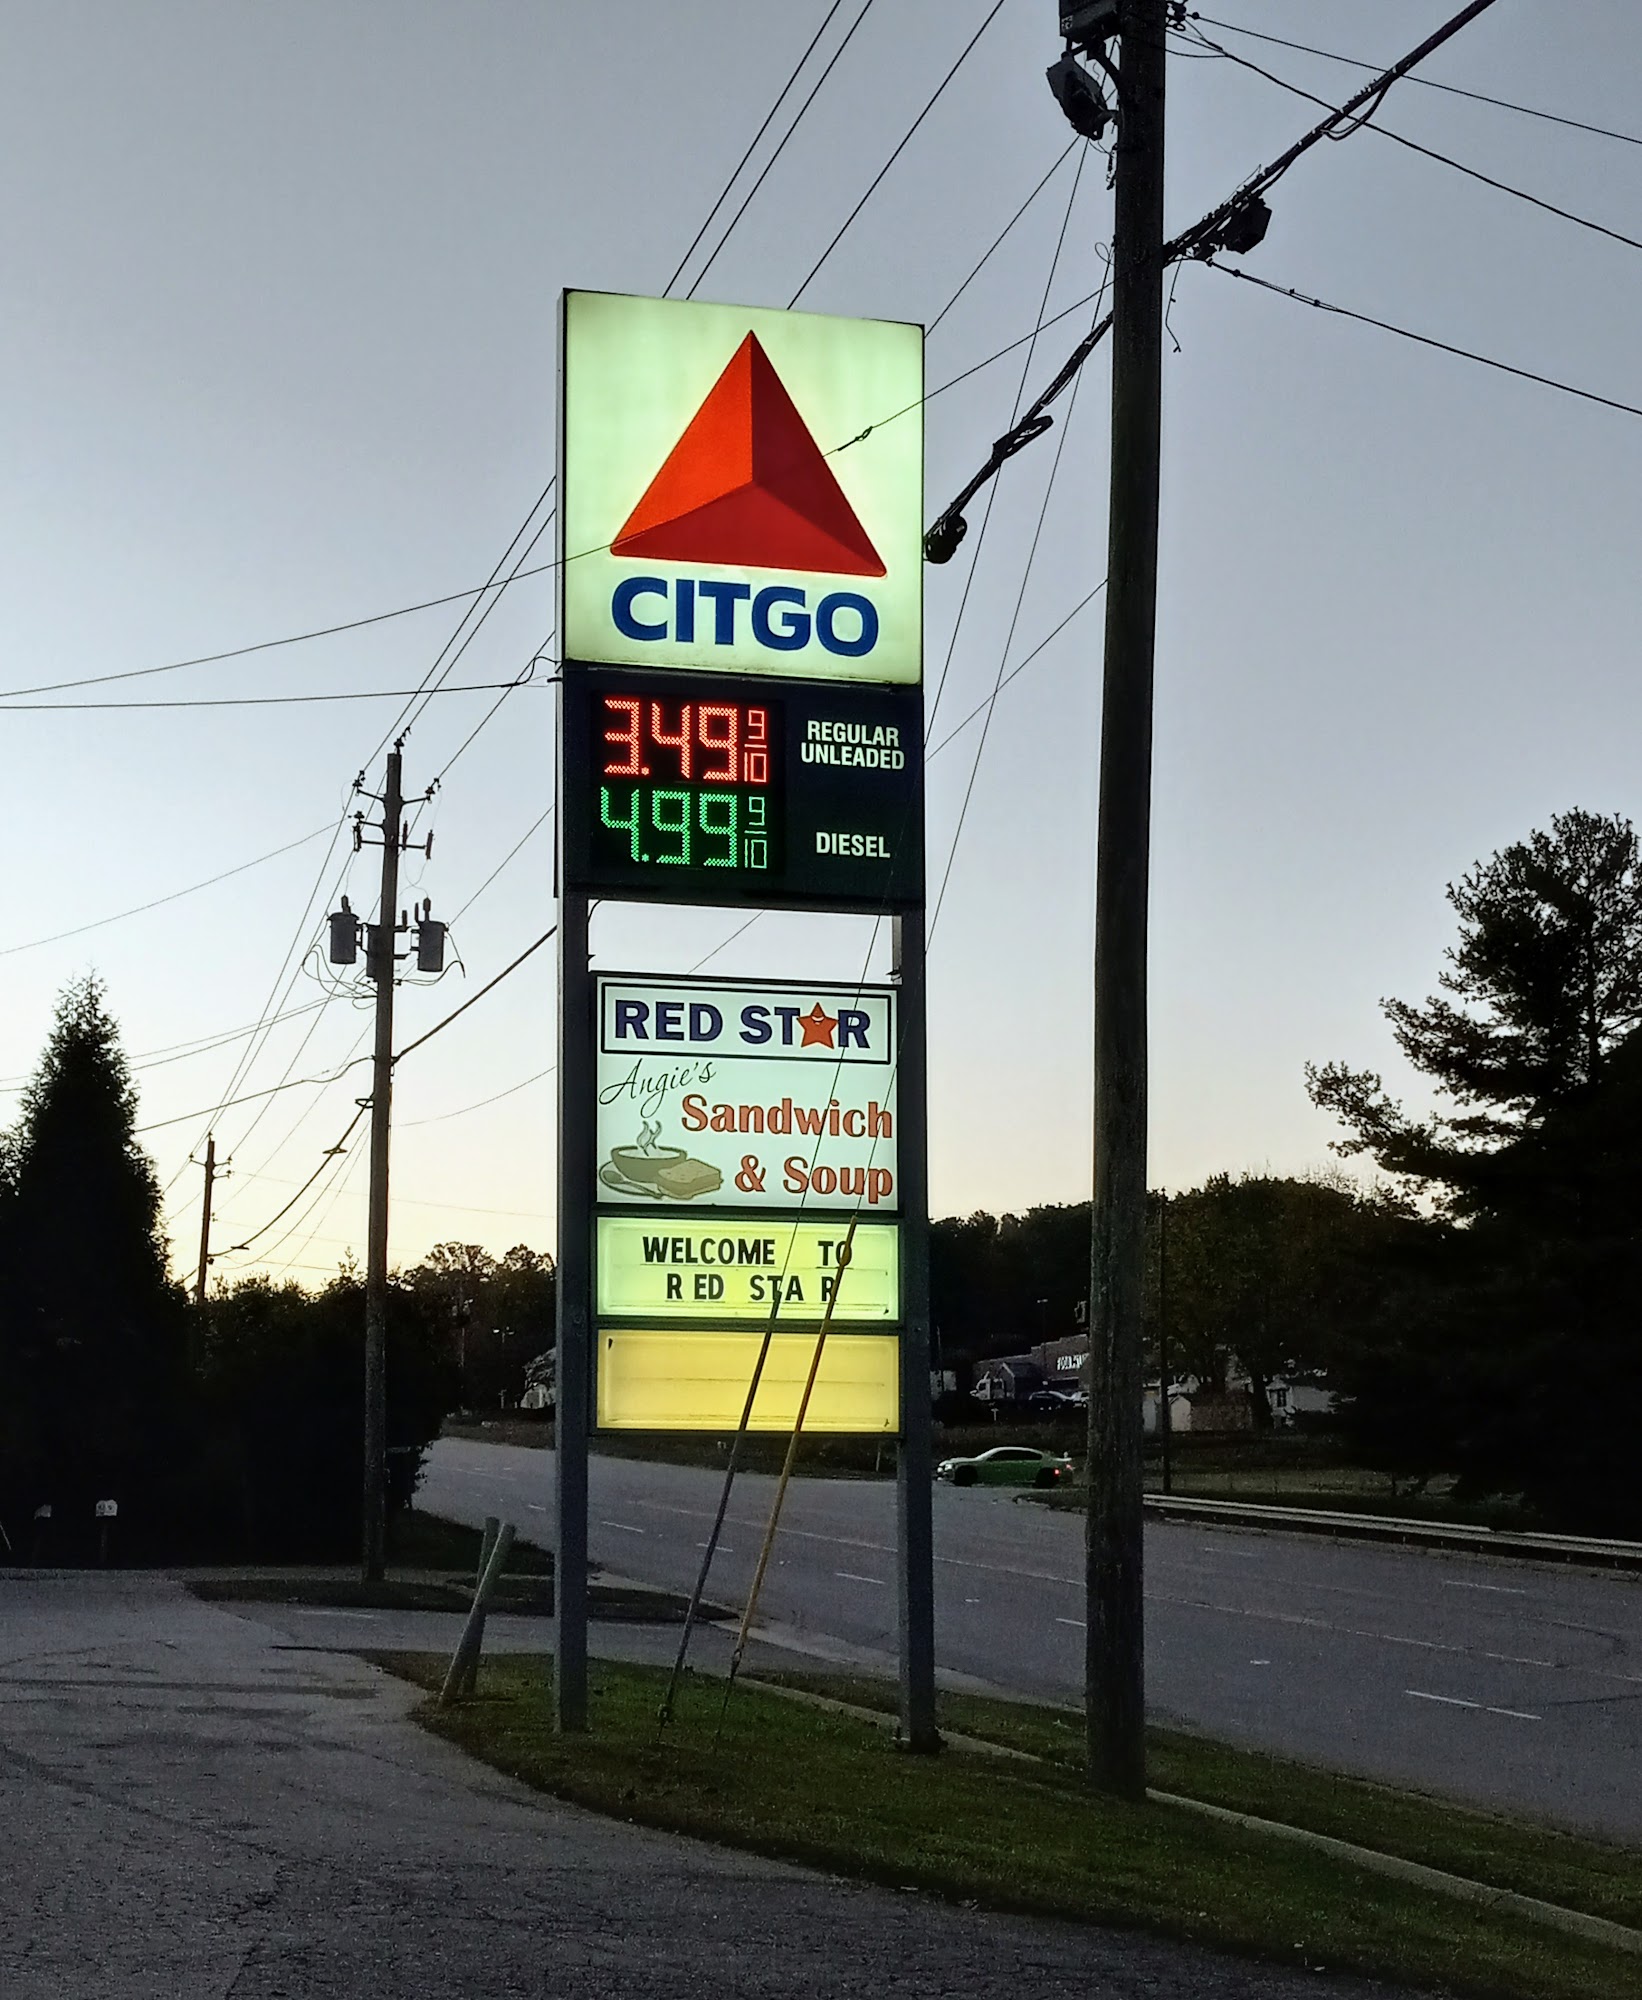 CITGO
3.49 9/10
REGULAR
UNLEADED
4.99 9/10
DIESEL
RED STAR
Angie's
Sandwich
& Soup
WELCOME TO
RED STAR